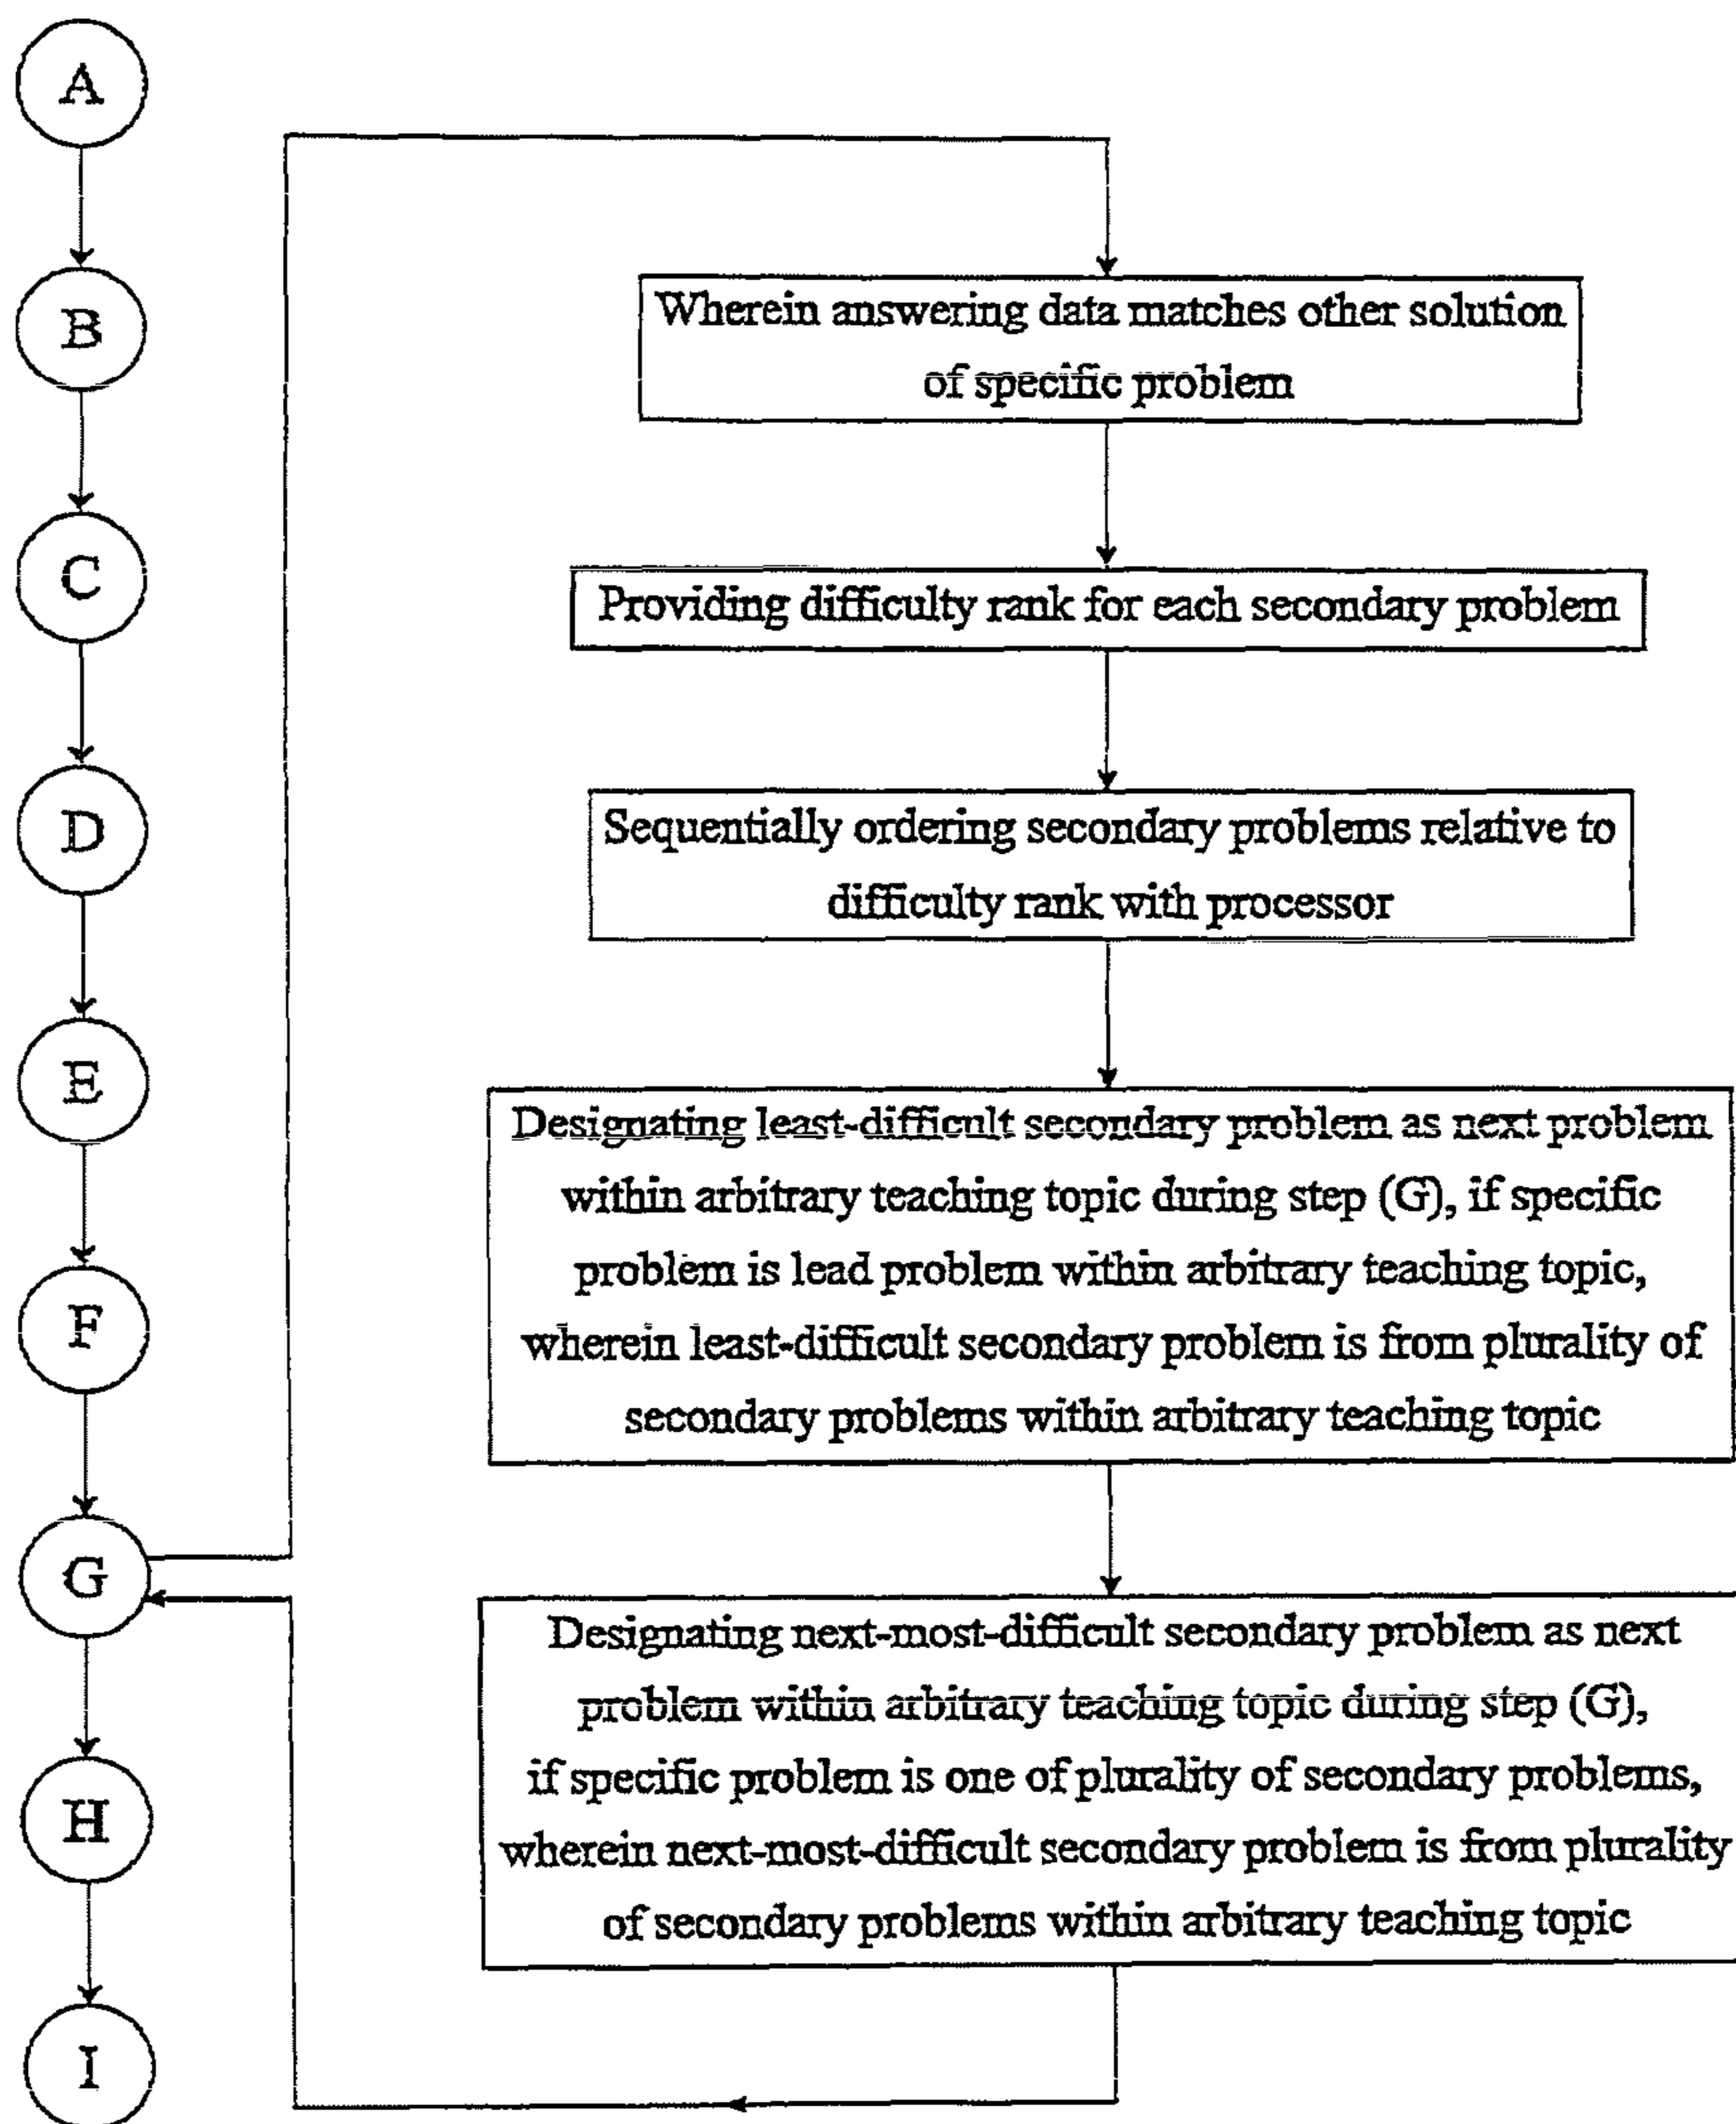 A
B
C
D
E
F
G
H
I
Wherein answering data matches other solution
of specific problem
Providing difficulty rank for each secondary problem
Sequentially ordering secondary problems relative to
difficulty rank with processor
Designating least-difficult secondary problem as next problem
within arbitrary teaching topic during step (G), if specific
problem is lead problem within arbitrary teaching topic,
wherein least-difficult secondary problem is from plurality of
secondary problems within arbitrary teaching topic
Designating next-most-difficult secondary problem as next
problem within arbitrary teaching topic during step (G),
if specific problem is one of plurality of secondary problems,
wherein next-most-difficult secondary problem is from plurality
of secondary problems within arbitrary teaching topic